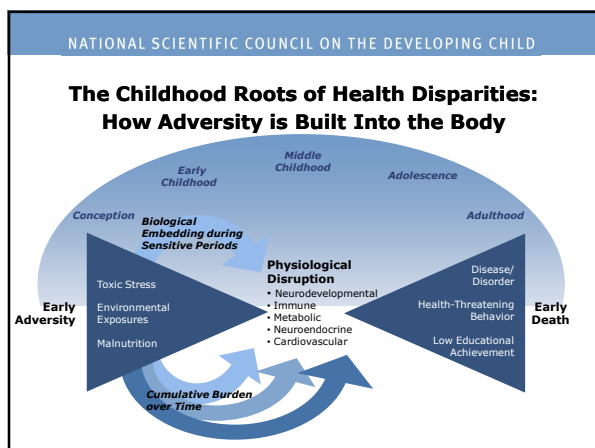 NATIONAL SCIENTIFIC COUNCIL ON THE DEVELOPING CHILD
The Childhood Roots of Health Disparities:
How Adversity is Built Into the Body
Conception
Early
Childhood
Middle
Childhood
Adolescence
Adulthood
Biological
Embedding during
Sensitive Periods
Early
Adversity
Toxic Stress
Environmental
Exposures
Malnutrition
Physiological
Disruption
• Neurodevelopmental
• Immune
• Metabolic
• Neuroendocrine
• Cardiovascular
Disease/
Disorder
Health-Threatening
Behavior
Low Educational
Achievement
Early
Death
Cumulative Burden
over Time